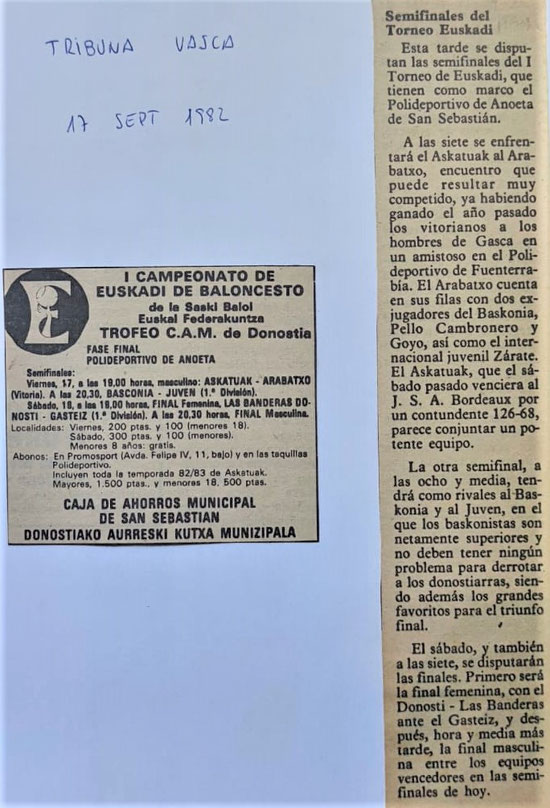 TRIBUNA VASCA
17 SEPT 1982
I CAMPEONATO DE
EUSKADI DE BALONCESTO
de la Saski Baloi
Euskal Federakuntza
TROFEO C.A.M. de Donostia
FASE FINAL
POLIDEPORTIVO DE ANOETA
Semifinales:
Viernes, 17, a las 19,00 horas, masculino: ASKATUAK - ARABATXO
(Vitoria). A las 20,30, BASCONIA - JUVEN (1.ª División).
Sábado, 18, a las 19,00 horas, FINAL Femenina, LAS BANDERAS DO-
NOSTI - GASTEIZ (1.ª División). A las 20,30 horas, FINAL Masculina.
Localidades: Viernes, 200 ptas. y 100 (menores 18).
Sábado, 300 ptas. y 100 (menores).
Menores 8 años: gratis.
Abonos: En Promosport (Avda. Felipe IV, 11, bajo) y en las taquillas
Polideportivo.
Incluyen toda la temporada 82/83 de Askatuak.
Mayores, 1.500 ptas., y menores 18, 500 ptas.
CAJA DE AHORROS MUNICIPAL
DE SAN SEBASTIAN
DONOSTIAKO AURRESKI KUTXA MUNIZIPALA
Semifinales del
Torneo Euskadi
Esta tarde se dispu-
tan las semifinales del I
Torneo de Euskadi, que
tienen como marco el
Polideportivo de Anoeta
de San Sebastián.
A las siete se enfren-
tará el Askatuak al Ara-
batxo, encuentro que
puede resultar muy
competido, ya habiendo
ganado el año pasado
los vitorianos a los
hombres de Gasca en
un amistoso en el Poli-
deportivo de Fuenterra-
bía. El Arabatxo cuenta
en sus filas con dos ex-
jugadores del Baskonia,
Pello Cambronero y
Goyo, así como el inter-
nacional juvenil Zárate.
El Askatuak, que el sá-
bado pasado venciera al
J. S. A. Bordeaux por
un contundente 126-68,
parece conjuntar un po-
tente equipo.
La otra semifinal, a
las ocho y media, ten-
drá como rivales al Bas-
konia y al Juven, en el
que los baskonistas son
netamente superiores y
no deben tener ningún
problema para derrotar
a los donostiarras, sien-
do además los grandes
favoritos para el triunfo
final.
El sábado, y también
a las siete, se disputarán
las finales. Primero será
la final femenina, con el
Donosti - Las Banderas
ante el Gasteiz, y des-
pués, hora y media más
tarde, la final masculi-
na entre los equipos
vencedores en las semi-
finales de hoy.